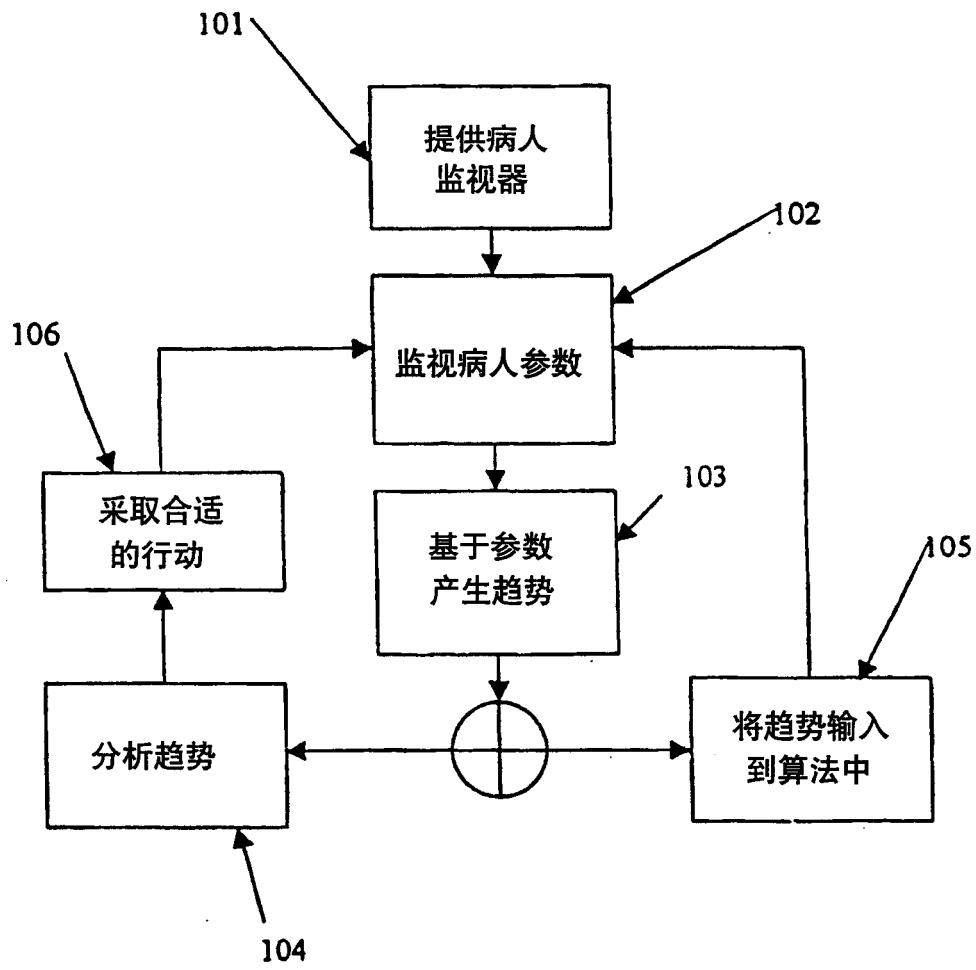 101
提供病人
监视器
102
106
监视病人参数
103
采取合适
的行动
基于参数
产生趋势
105
分析趋势
将趋势输入
到算法中
104